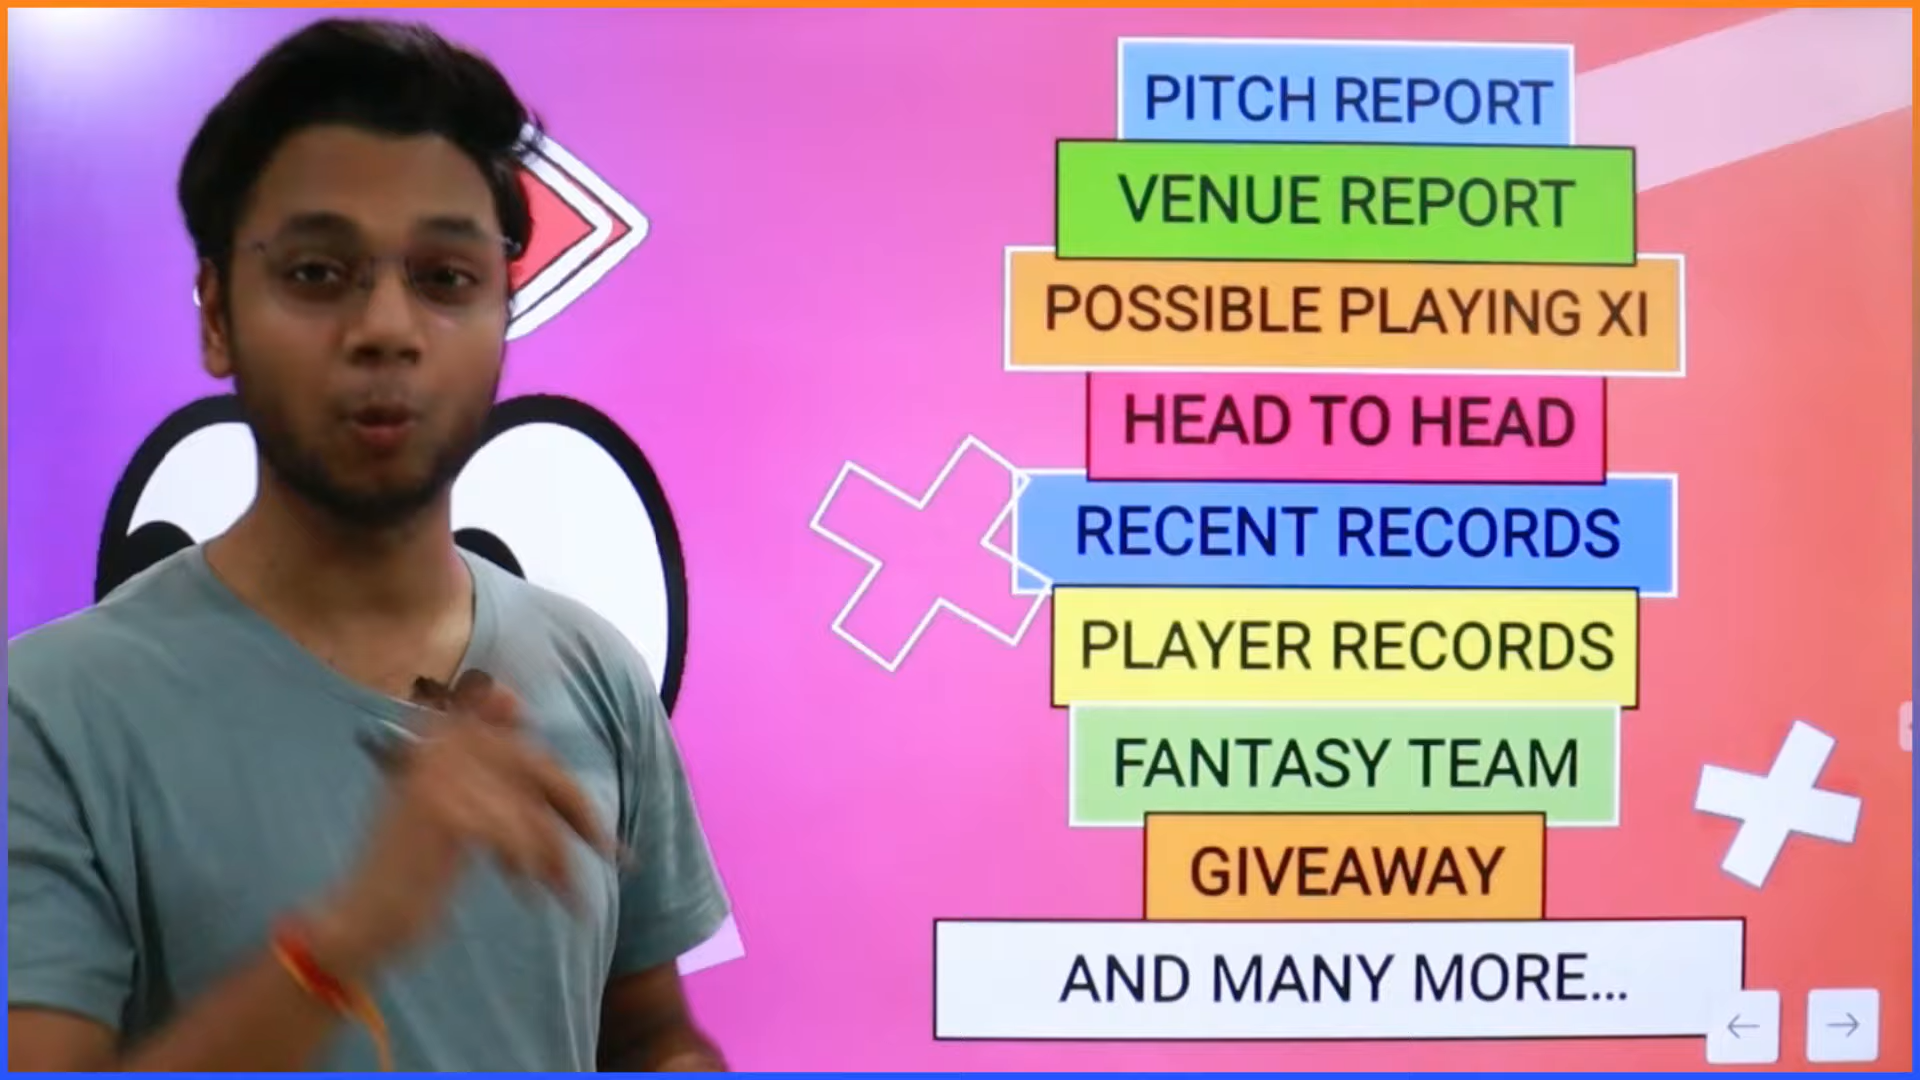 PITCH REPORT
VENUE REPORT
POSSIBLE PLAYING XI
HEAD TO HEAD
RECENT RECORDS
PLAYER RECORDS
FANTASY TEAM
GIVEAWAY
AND MANY MORE...